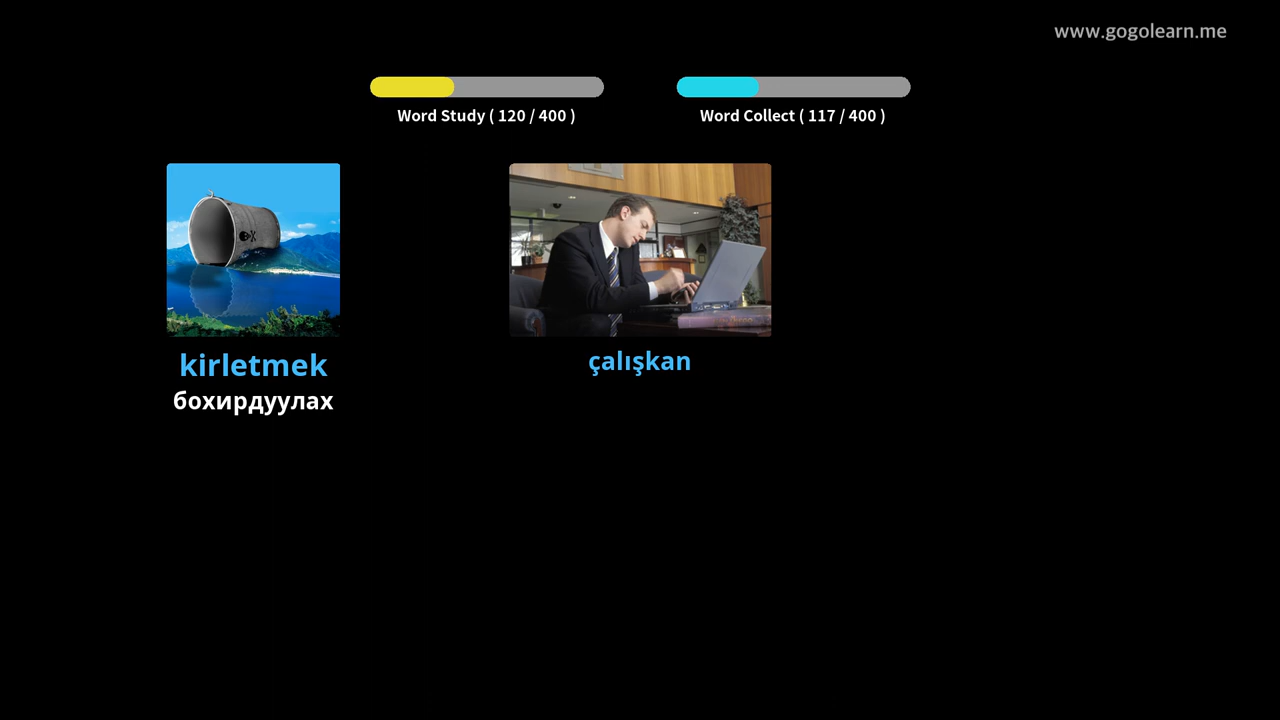 www.gogolearn.me
Word Study ( 120 / 400 )
Word Collect ( 117 / 400 )
kirletmek
бохирдуулах
çalışkan